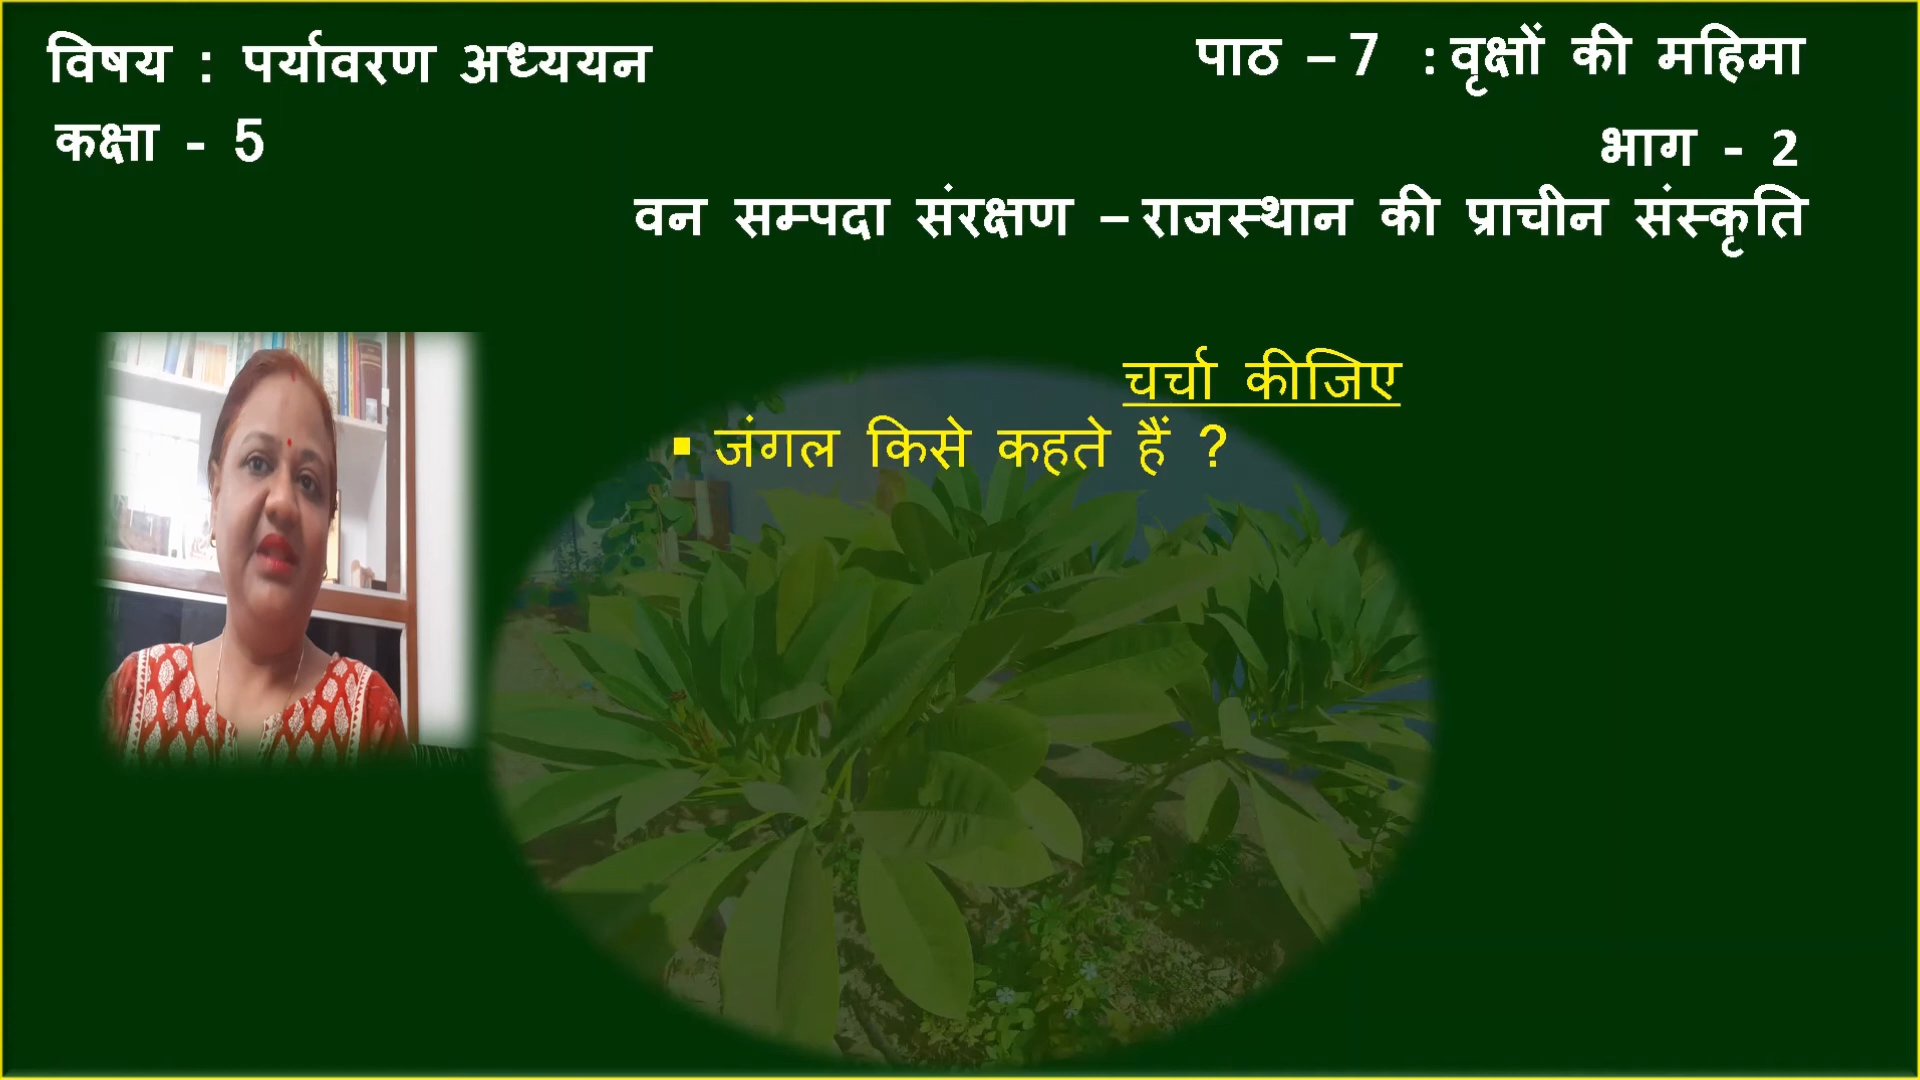 विषय : पर्यावरण अध्ययन
पाठ – 7 : वृक्षों की महिमा
कक्षा - 5
भाग - 2
वन सम्पदा संरक्षण – राजस्थान की प्राचीन संस्कृति
चर्चा कीजिए
▪ जंगल किसे कहते हैं ?